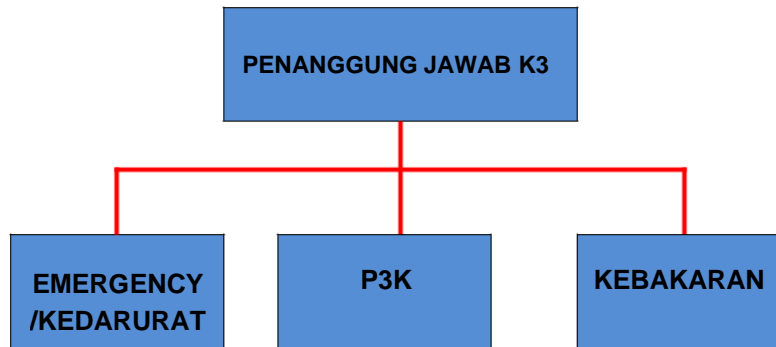 PENANGGUNG JAWAB K3
EMERGENCY
/KEDARURAT
P3K
KEBAKARAN